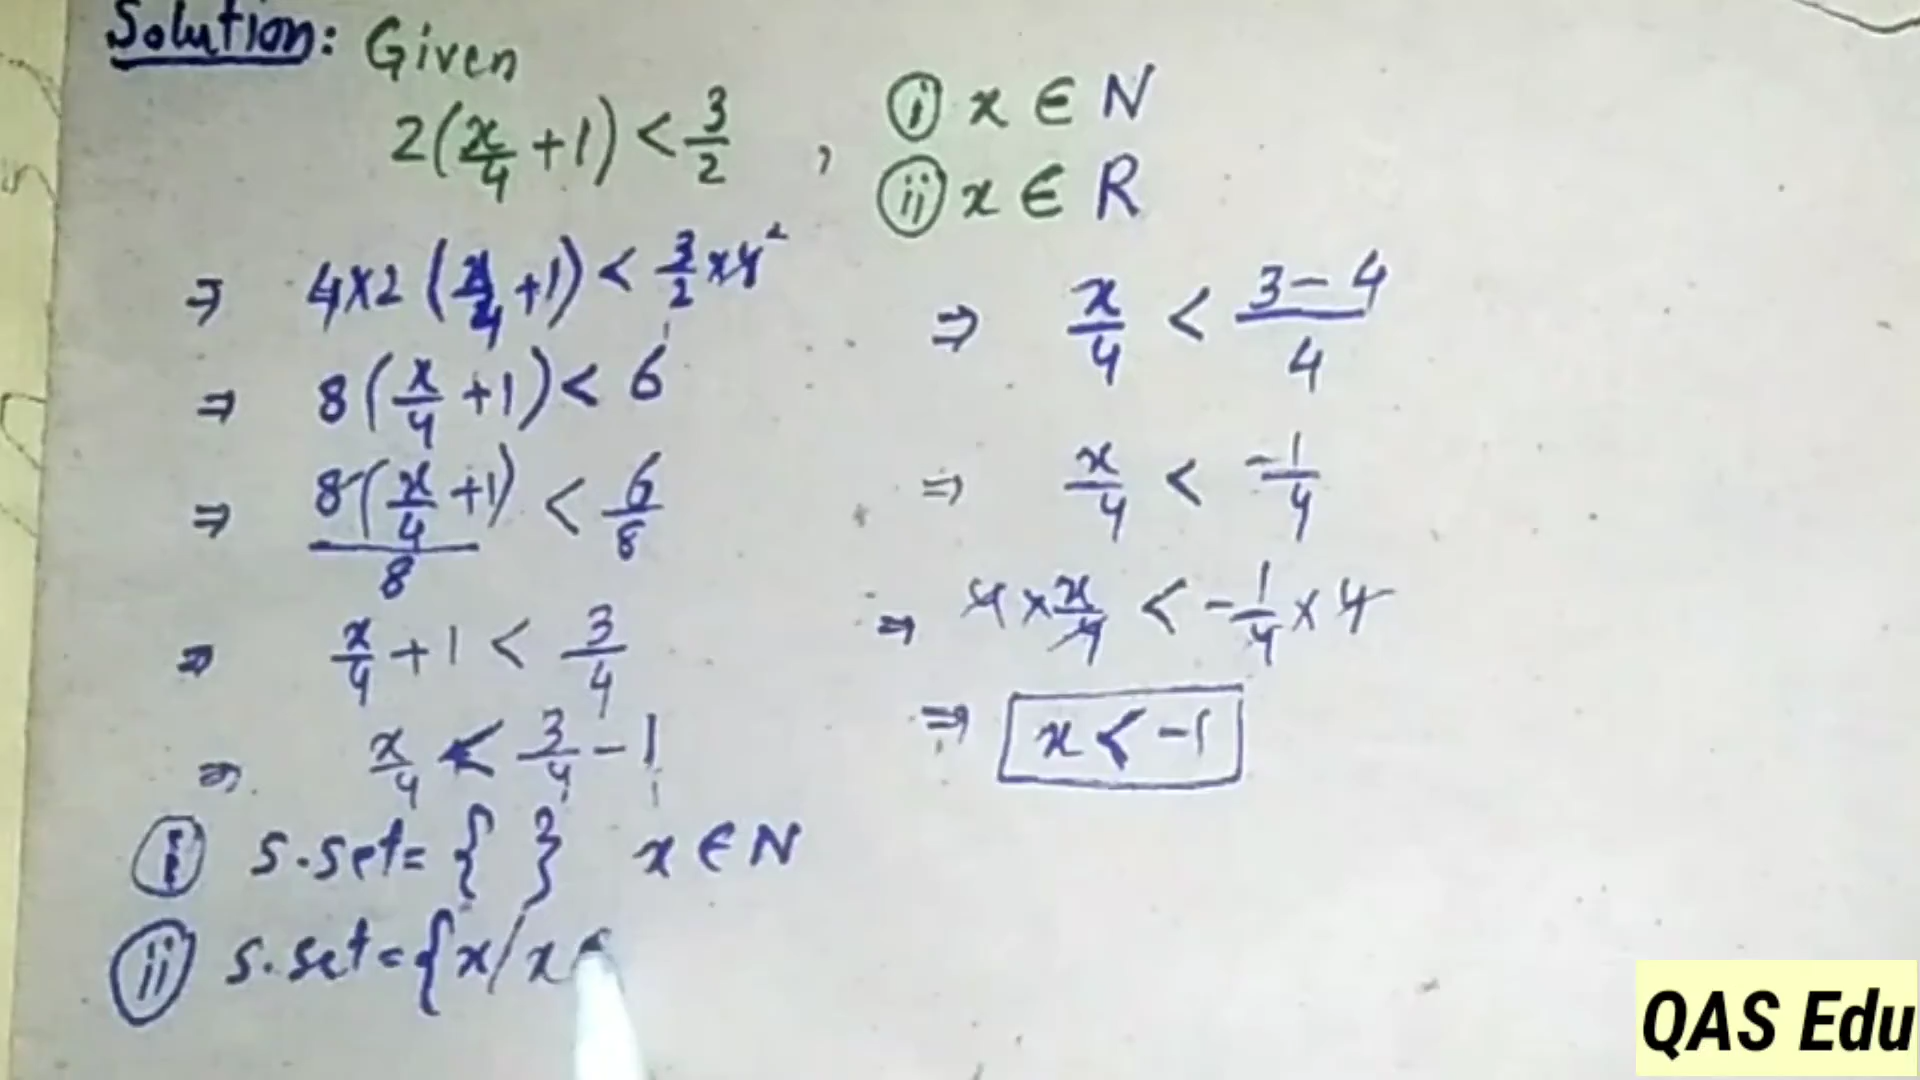 Solution: Given
2(x/4 + 1) < 3/2 , (i) x ∈ N
(ii) x ∈ R
⇒ 4×2 (x/4 + 1) < 3/2 × 4²
⇒ 8(x/4 + 1) < 6
⇒ 8(x/4 + 1)/8 < 6/8
⇒ x/4 + 1 < 3/4
⇒ x/4 < 3/4 - 1
⇒ x/4 < (3-4)/4
⇒ x/4 < -1/4
⇒ 4 × x/4 < -1/4 × 4
⇒ x < -1
(i) S.Set = { } x ∈ N
(ii) S.Set = {x/x
QAS Edu